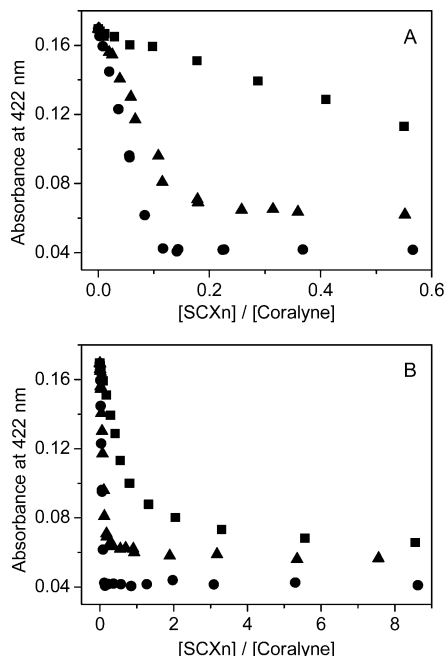 A
0.16
0.12
0.08
0.04
Absorbance at 422 nm
0.0 0.2 0.4 0.6
[SCXn] / [Coralyne]
B
0.16
0.12
0.08
0.04
Absorbance at 422 nm
0 2 4 6 8
[SCXn] / [Coralyne]